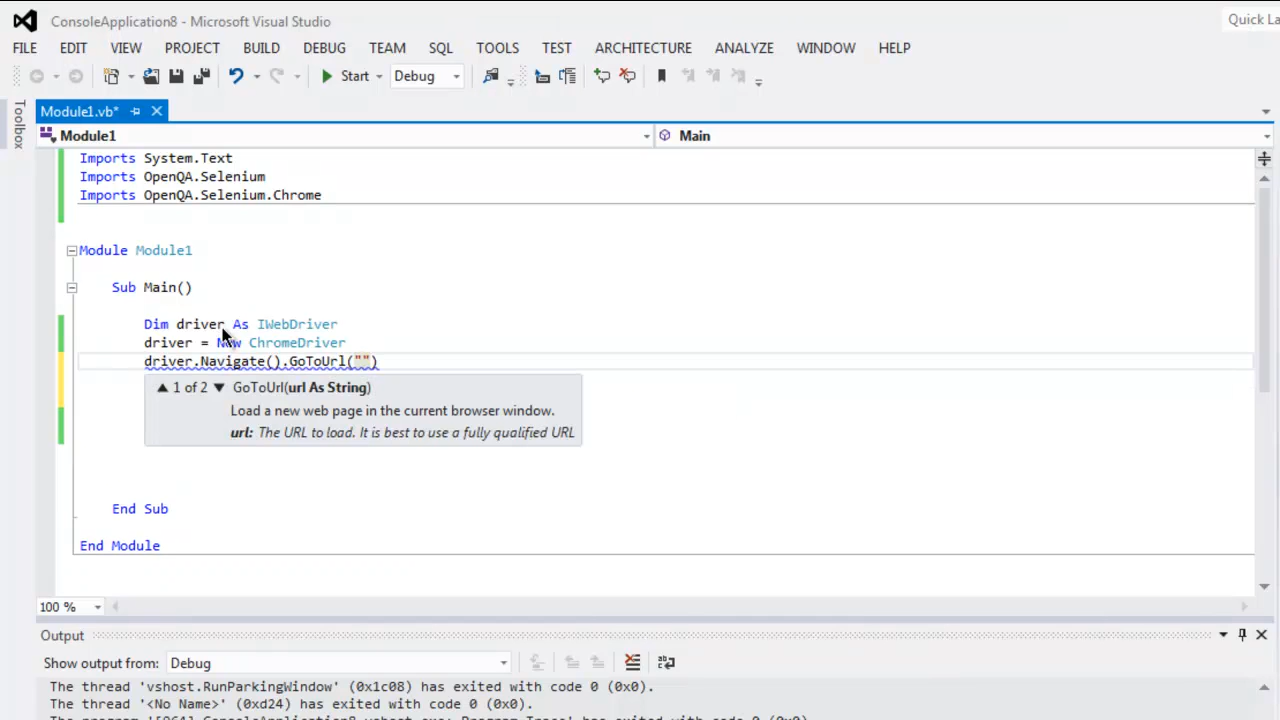 ConsoleApplication8 - Microsoft Visual Studio
Quick La
FILE EDIT VIEW PROJECT BUILD DEBUG TEAM SQL TOOLS TEST ARCHITECTURE ANALYZE WINDOW HELP
Start Debug
Toolbox
Module1.vb*
Module1 Main
Imports System.Text
Imports OpenQA.Selenium
Imports OpenQA.Selenium.Chrome
Module Module1
Sub Main()
Dim driver As IWebDriver
driver = New ChromeDriver
driver.Navigate().GoToUrl("")
1 of 2 GoToUrl(url As String)
Load a new web page in the current browser window.
url: The URL to load. It is best to use a fully qualified URL
End Sub
End Module
100 %
Output
Show output from: Debug
The thread 'vshost.RunParkingWindow' (0x1c08) has exited with code 0 (0x0).
The thread '<No Name>' (0xd24) has exited with code 0 (0x0).